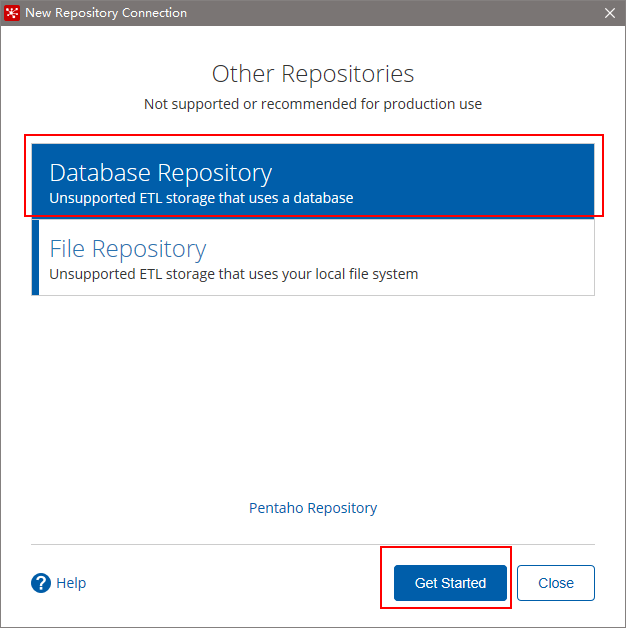 New Repository Connection
Other Repositories
Not supported or recommended for production use
Database Repository
Unsupported ETL storage that uses a database
File Repository
Unsupported ETL storage that uses your local file system
Pentaho Repository
? Help
Get Started
Close